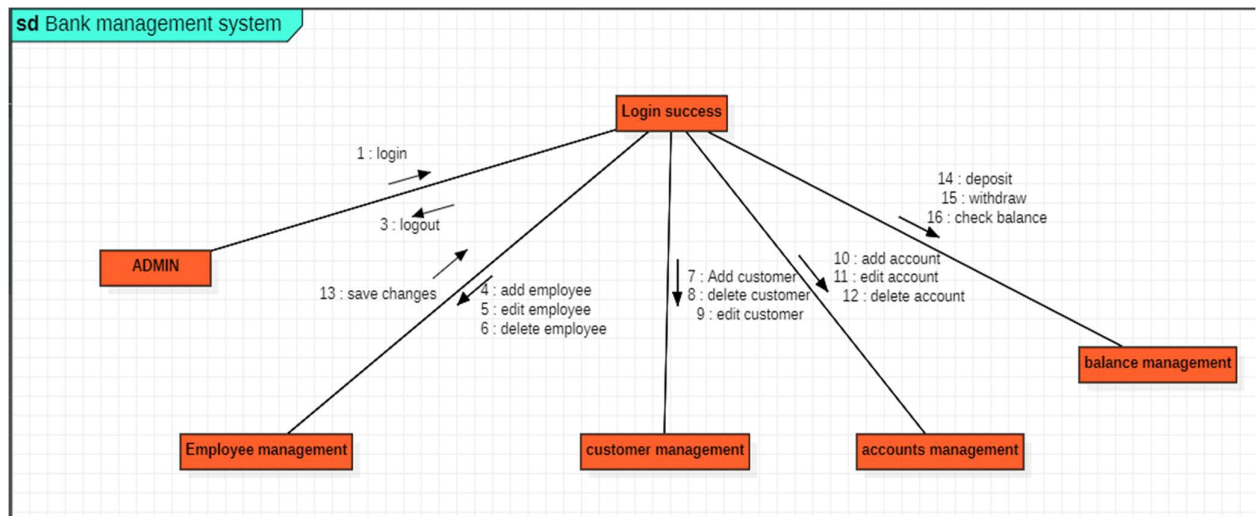 sd Bank management system
Login success
1 : login
3 : logout
ADMIN
13 : save changes
4 : add employee
5 : edit employee
6 : delete employee
7 : Add customer
8 : delete customer
9 : edit customer
10 : add account
11 : edit account
12 : delete account
14 : deposit
15 : withdraw
16 : check balance
balance management
Employee management
customer management
accounts management